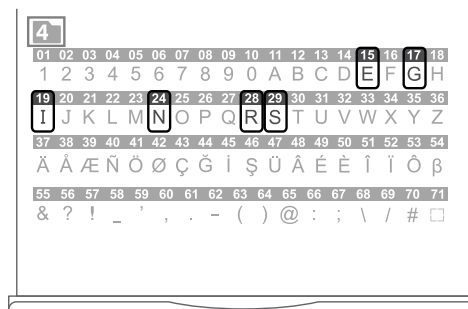 4
01 02 03 04 05 06 07 08 09 10 11 12 13 14 15 16 17 18
1 2 3 4 5 6 7 8 9 0 A B C D E F G H
19 20 21 22 23 24 25 26 27 28 29 30 31 32 33 34 35 36
I J K L M N O P Q R S T U V W X Y Z
37 38 39 40 41 42 43 44 45 46 47 48 49 50 51 52 53 54
Ä Å Æ Ñ Ö Ø Ç Ğ İ Ş Ü Â É È Î Ï Ô β
55 56 57 58 59 60 61 62 63 64 65 66 67 68 69 70 71
& ? ! _ ’ , . – ( ) @ : ; \ / # ⬚